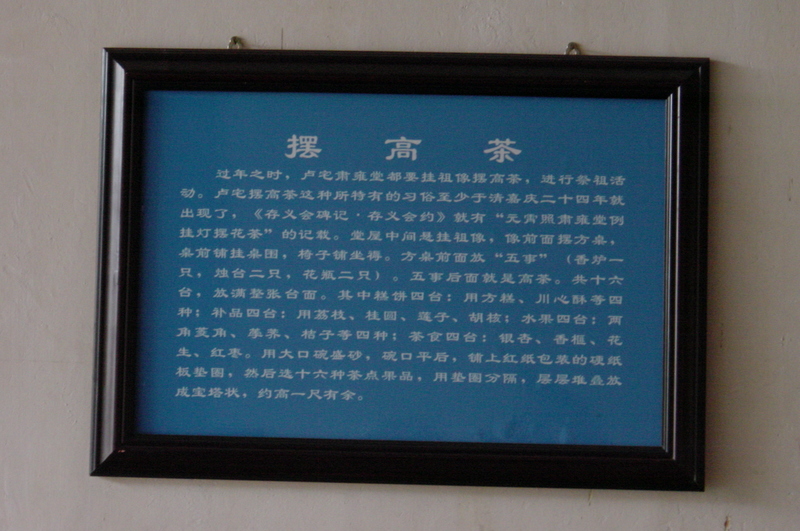 摆高茶
过年之时，卢宅肃雍堂都要挂祖像摆高茶，进行祭祖活
动。卢宅摆高茶这种所特有的习俗至少于清嘉庆二十四年就
出现了，《存义会碑记·存义会约》就有“元宵照肃雍堂例
挂灯摆花茶”的记载。堂屋中间是挂祖像，像前面摆方桌，
桌前铺挂桌围，椅子铺坐褥。方桌前面放“五事”（香炉一
只，烛台二只，花瓶二只）。五事后面就是高茶。共十六
台，放满整张台面。其中糕饼四台：用方糕、川心酥等四
种；补品四台：用荔枝、桂圆、莲子、胡核；水果四台：两
角菱角、荸荠、桔子等四种；茶食四台：银杏、香榧、花
生、红枣。用大口碗盛砂，碗口平后，铺上红纸包装的硬纸
板垫圈，然后选十六种茶点果品，用垫圈分隔，层层堆叠放
成宝塔状，约高一尺有余。